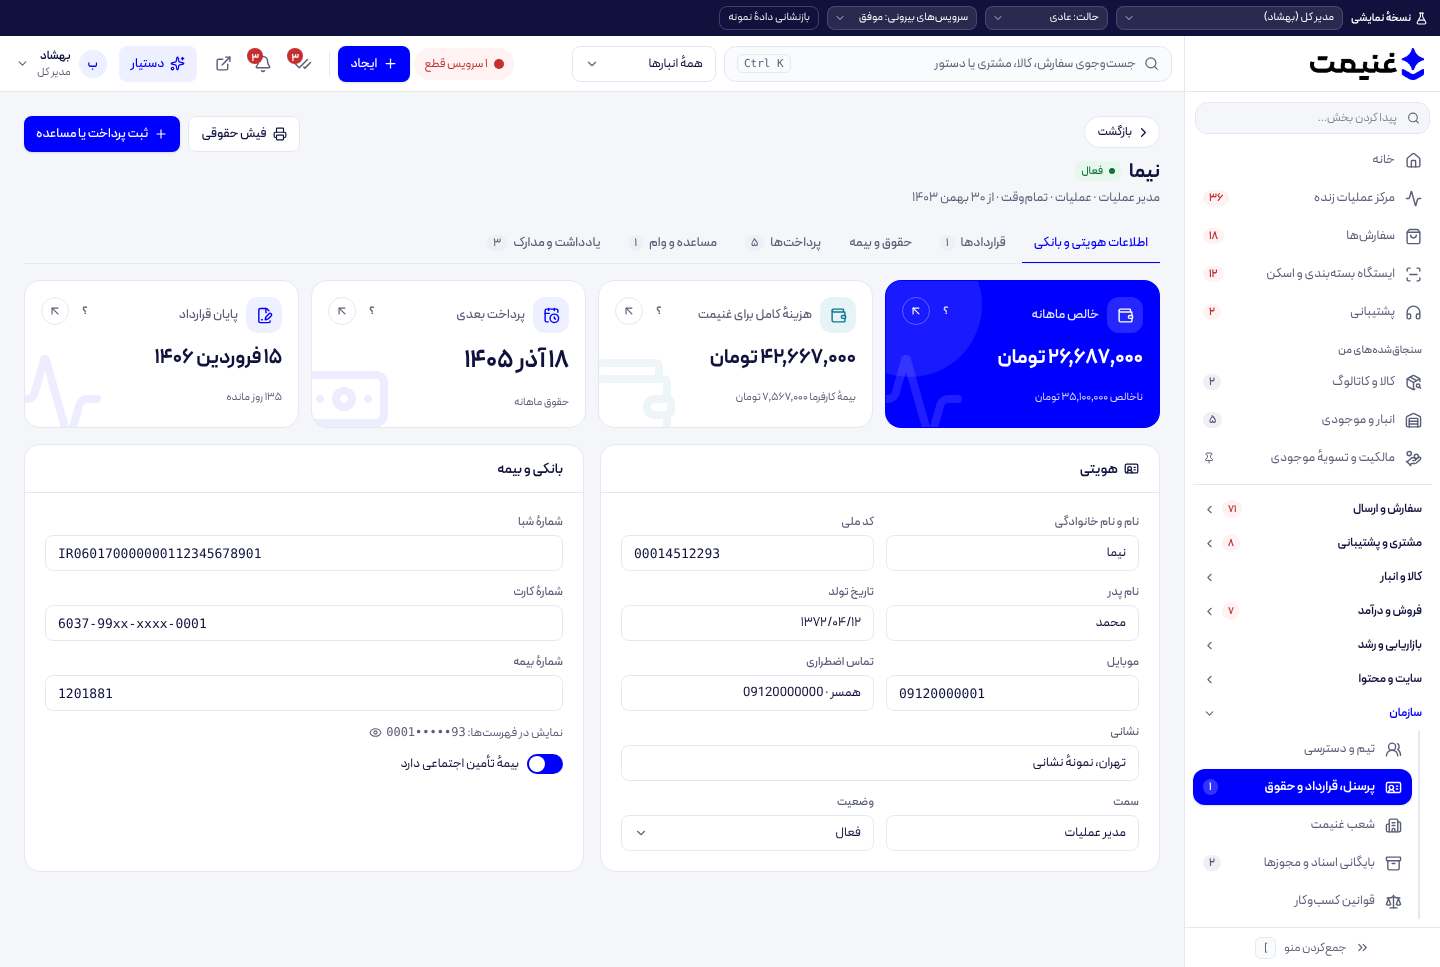 نسخهٔ نمایشی
مدیر کل (بهشاد)
حالت: عادی
سرویس‌های بیرونی: موفق
بازنشانی دادهٔ نمونه
غنیمت
جست‌وجوی سفارش، کالا، مشتری یا دستور
Ctrl K
همهٔ انبارها
۱ سرویس قطع
ایجاد
۳
۳
دستیار
ب
بهشاد
مدیر کل
پیدا کردن بخش...
خانه
مرکز عملیات زنده ۳۶
سفارش‌ها ۱۸
ایستگاه بسته‌بندی و اسکن ۱۲
پشتیبانی ۲
سنجاق‌شده‌های من
کالا و کاتالوگ ۲
انبار و موجودی ۵
مالکیت و تسویهٔ موجودی
سفارش و ارسال ۷۱
مشتری و پشتیبانی ۸
کالا و انبار
فروش و درآمد ۷
بازاریابی و رشد
سایت و محتوا
سازمان
تیم و دسترسی
پرسنل، قرارداد و حقوق ۱
شعب غنیمت
بایگانی اسناد و مجوزها ۲
قوانین کسب‌وکار
جمع‌کردن منو [
بازگشت
فیش حقوقی
ثبت پرداخت یا مساعده
نیما
فعال
مدیر عملیات · عملیات · تمام‌وقت · از ۳۰ بهمن ۱۴۰۳
اطلاعات هویتی و بانکی
قراردادها ۱
حقوق و بیمه
پرداخت‌ها ۵
مساعده و وام ۱
یادداشت و مدارک ۳
خالص ماهانه
؟
۲۶,۶۸۷,۰۰۰ تومان
ناخالص ۳۵,۱۰۰,۰۰۰ تومان
هزینهٔ کامل برای غنیمت
؟
۴۲,۶۶۷,۰۰۰ تومان
بیمهٔ کارفرما ۷,۵۶۷,۰۰۰ تومان
پرداخت بعدی
؟
۱۸ آذر ۱۴۰۵
حقوق ماهانه
پایان قرارداد
؟
۱۵ فروردین ۱۴۰۶
۱۳۵ روز مانده
هویتی
نام و نام خانوادگی
نیما
کد ملی
00014512293
نام پدر
محمد
تاریخ تولد
۱۳۷۲/۰۴/۱۲
موبایل
09120000001
تماس اضطراری
همسر · 09120000000
نشانی
تهران، نمونهٔ نشانی
سمت
مدیر عملیات
وضعیت
فعال
بانکی و بیمه
شمارهٔ شبا
IR060170000000112345678901
شمارهٔ کارت
6037-99xx-xxxx-0001
شمارهٔ بیمه
1201881
نمایش در فهرست‌ها: 0001•••••93
بیمهٔ تأمین اجتماعی دارد